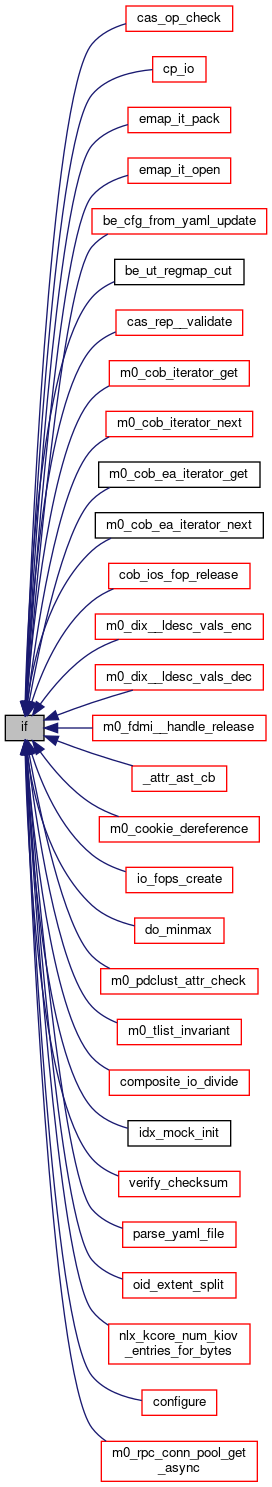 cas_op_check
cp_io
emap_it_pack
emap_it_open
be_cfg_from_yaml_update
be_ut_regmap_cut
cas_rep__validate
m0_cob_iterator_get
m0_cob_iterator_next
m0_cob_ea_iterator_get
m0_cob_ea_iterator_next
cob_ios_fop_release
m0_dix__ldesc_vals_enc
m0_dix__ldesc_vals_dec
if
m0_fdmi__handle_release
_attr_ast_cb
m0_cookie_dereference
io_fops_create
do_minmax
m0_pdclust_attr_check
m0_tlist_invariant
composite_io_divide
idx_mock_init
verify_checksum
parse_yaml_file
oid_extent_split
nlx_kcore_num_kiov
_entries_for_bytes
configure
m0_rpc_conn_pool_get
_async